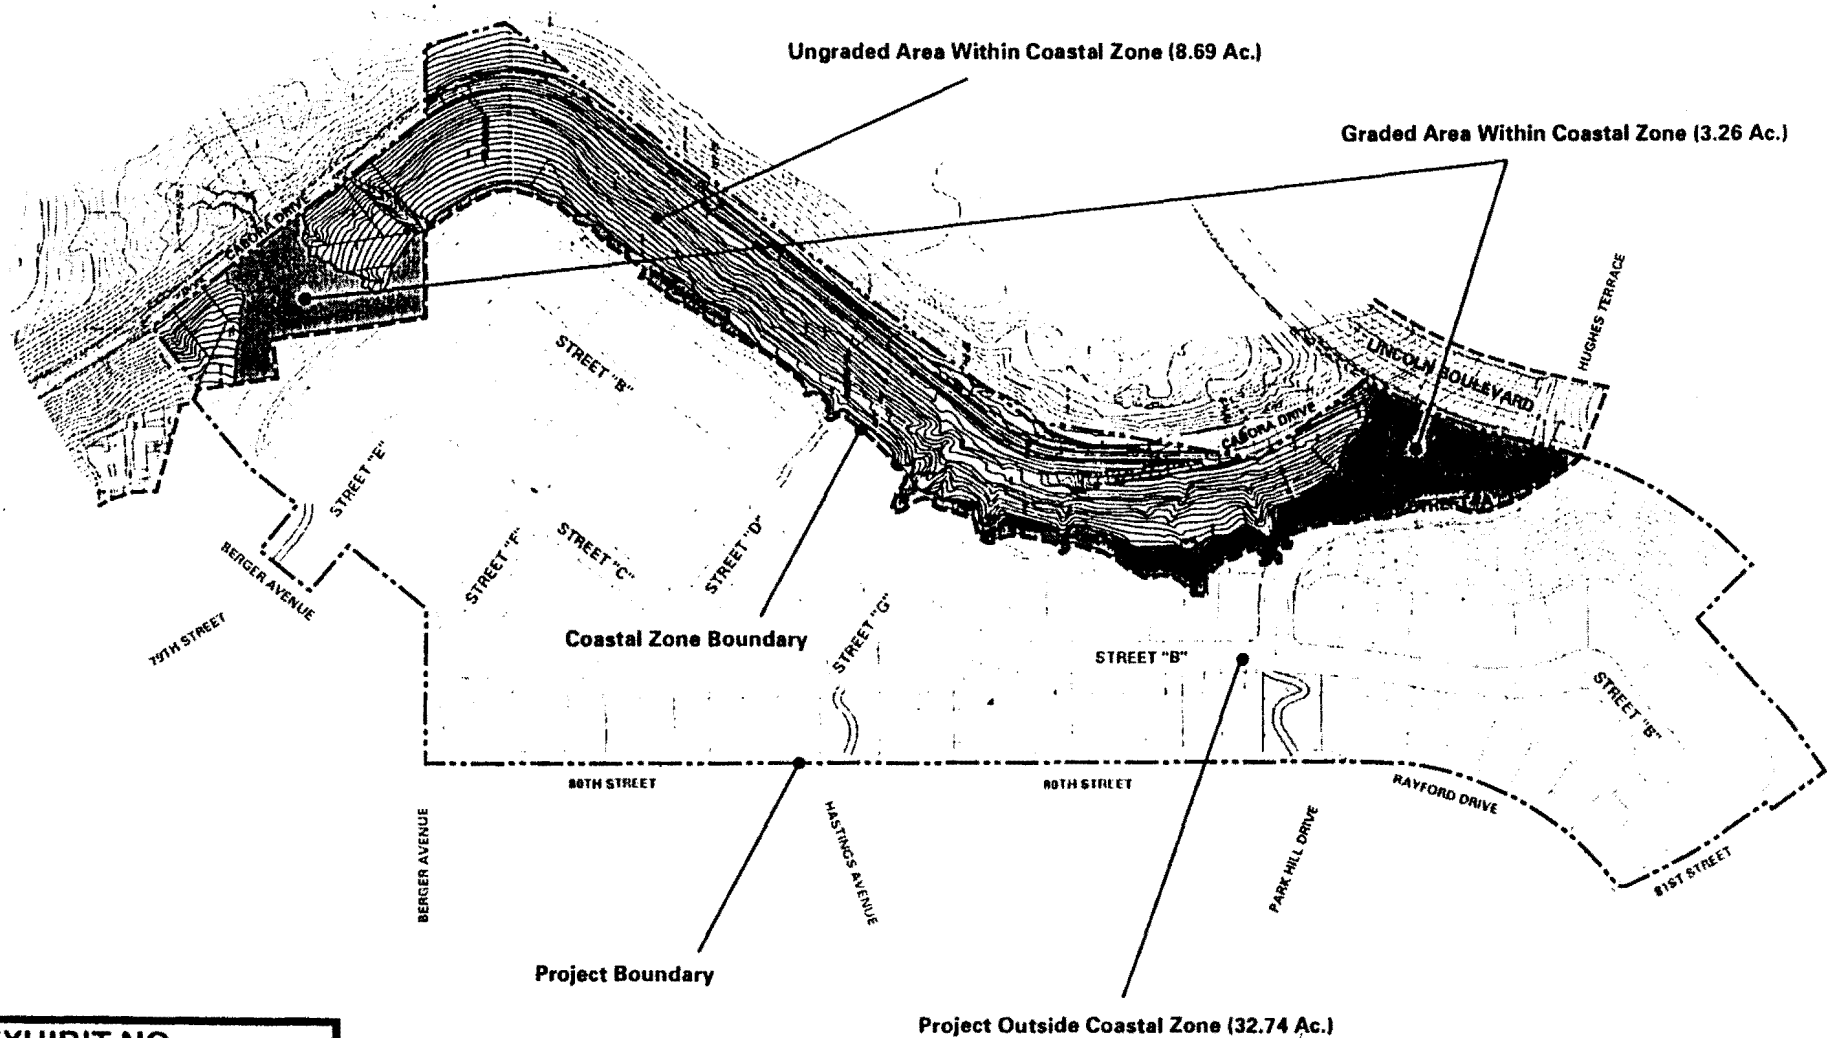 Ungraded Area Within Coastal Zone (8.69 Ac.)
Graded Area Within Coastal Zone (3.26 Ac.)
CABORA DRIVE
HUGHES TERRACE
LINCOLN BOULEVARD
STREET "B"
CABORA DRIVE
STREET "E"
STREET "F"
STREET "C"
STREET "D"
BERGER AVENUE
79TH STREET
Coastal Zone Boundary
STREET "G"
STREET "B"
STREET "B"
80TH STREET
80TH STREET
RAYFORD DRIVE
BERGER AVENUE
HASTINGS AVENUE
PARK HILL DRIVE
81ST STREET
Project Boundary
Project Outside Coastal Zone (32.74 Ac.)